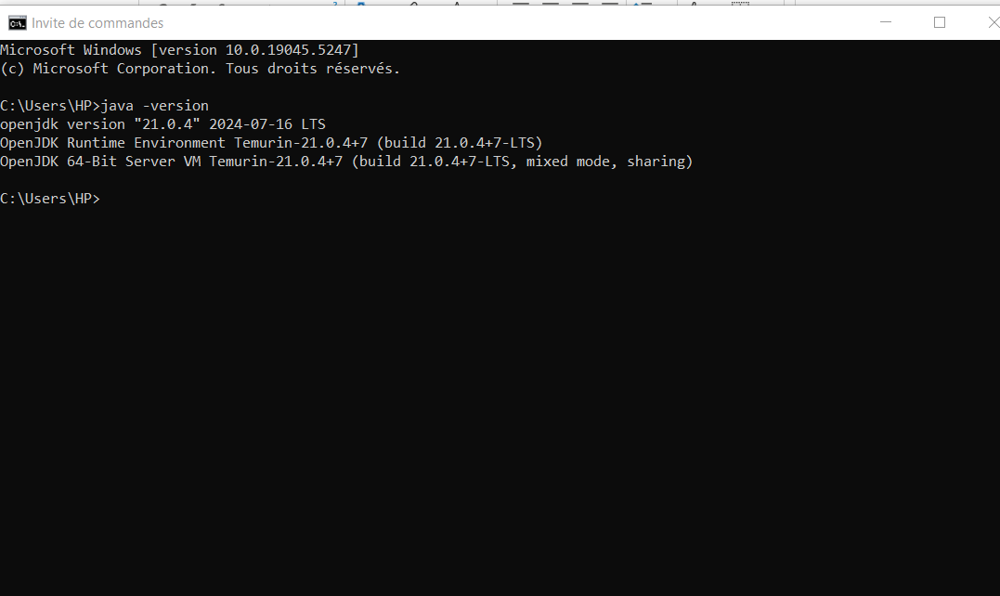 Invite de commandes
Microsoft Windows [version 10.0.19045.5247]
(c) Microsoft Corporation. Tous droits réservés.
C:\Users\HP>java -version
openjdk version "21.0.4" 2024-07-16 LTS
OpenJDK Runtime Environment Temurin-21.0.4+7 (build 21.0.4+7-LTS)
OpenJDK 64-Bit Server VM Temurin-21.0.4+7 (build 21.0.4+7-LTS, mixed mode, sharing)
C:\Users\HP>